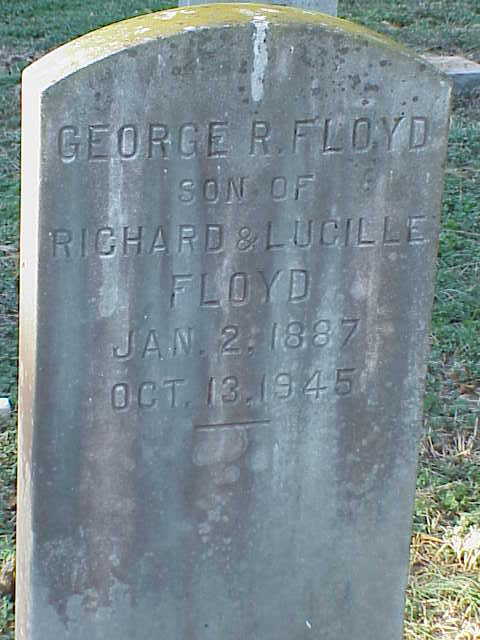 GEORGE R. FLOYD
SON OF
RICHARD & LUCILLE
FLOYD
JAN. 2, 1887
OCT. 13, 1945